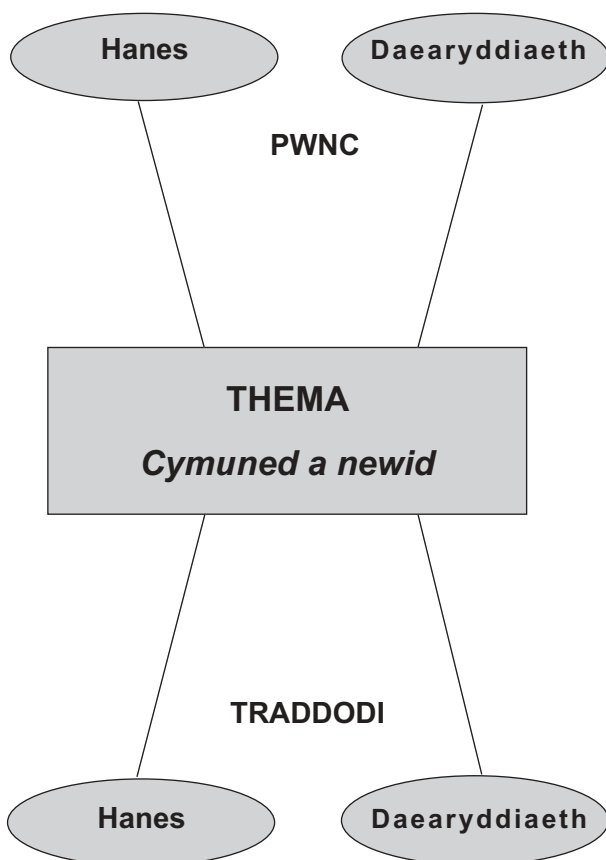 Hanes
Daearyddiaeth
PWNC
THEMA
Cymuned a newid
TRADDODI
Hanes
Daearyddiaeth